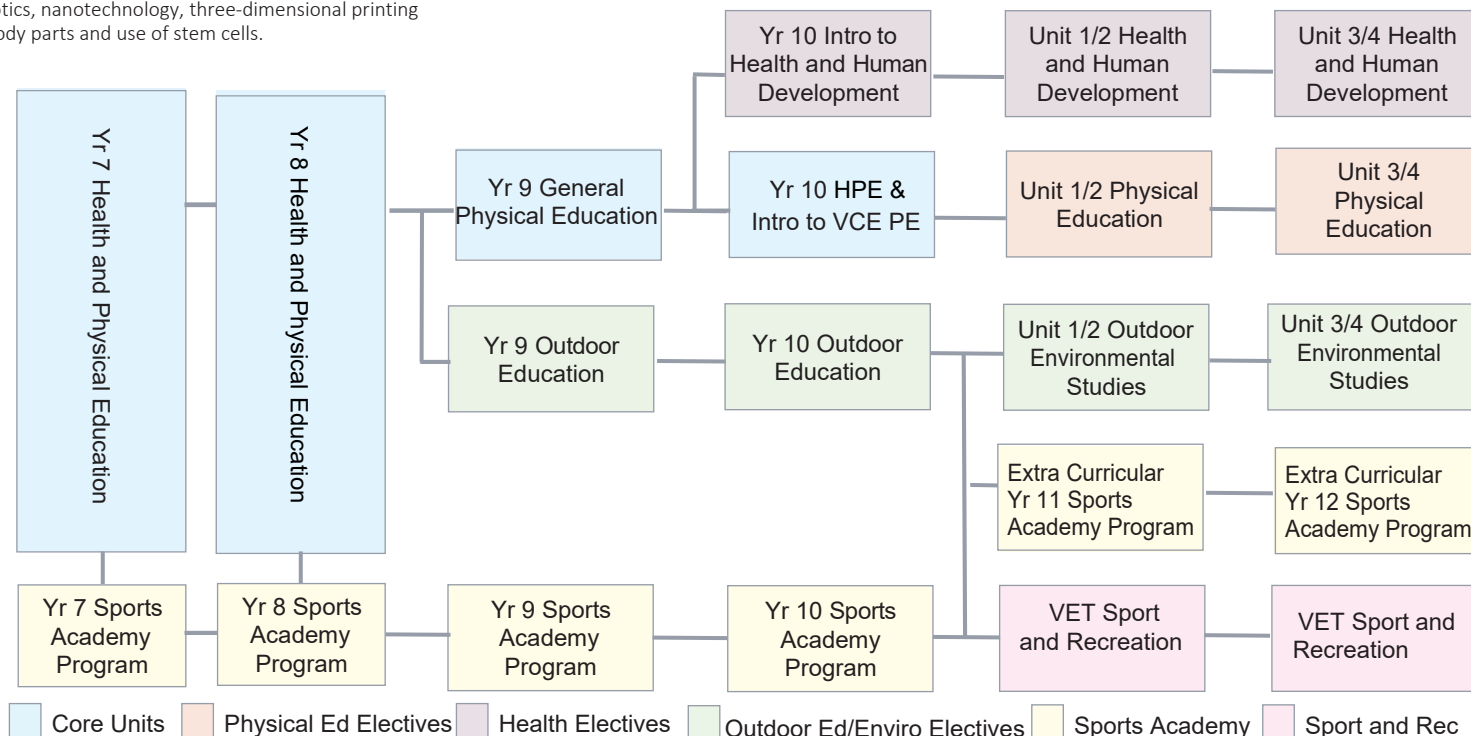 otics, nanotechnology, three-dimensional printing
ody parts and use of stem cells.
Yr 7 Health and Physical Education
Yr 8 Health and Physical Education
Yr 9 General
Physical Education
Yr 10 Intro to
Health and Human
Development
Unit 1/2 Health
and Human
Development
Unit 3/4 Health
and Human
Development
Yr 10 HPE &
Intro to VCE PE
Unit 1/2 Physical
Education
Unit 3/4
Physical
Education
Yr 9 Outdoor
Education
Yr 10 Outdoor
Education
Unit 1/2 Outdoor
Environmental
Studies
Unit 3/4 Outdoor
Environmental
Studies
Extra Curricular
Yr 11 Sports
Academy Program
Extra Curricular
Yr 12 Sports
Academy Program
Yr 7 Sports
Academy
Program
Yr 8 Sports
Academy
Program
Yr 9 Sports
Academy
Program
Yr 10 Sports
Academy
Program
VET Sport
and Recreation
VET Sport and
Recreation
Core Units
Physical Ed Electives
Health Electives
Outdoor Ed/Enviro Electives
Sports Academy
Sport and Rec